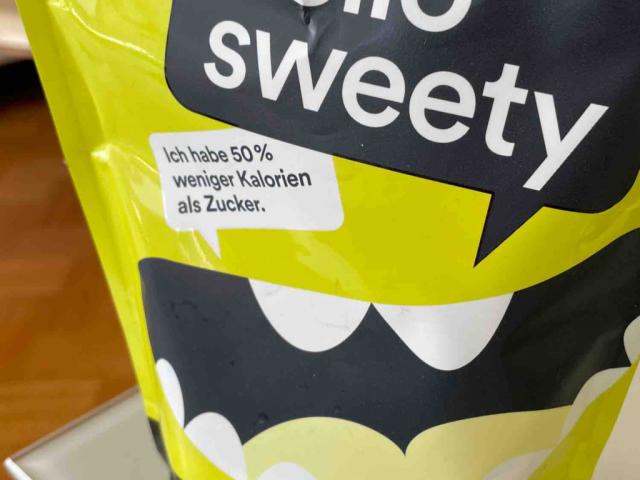 sweety
Ich habe 50%
weniger Kalorien
als Zucker.